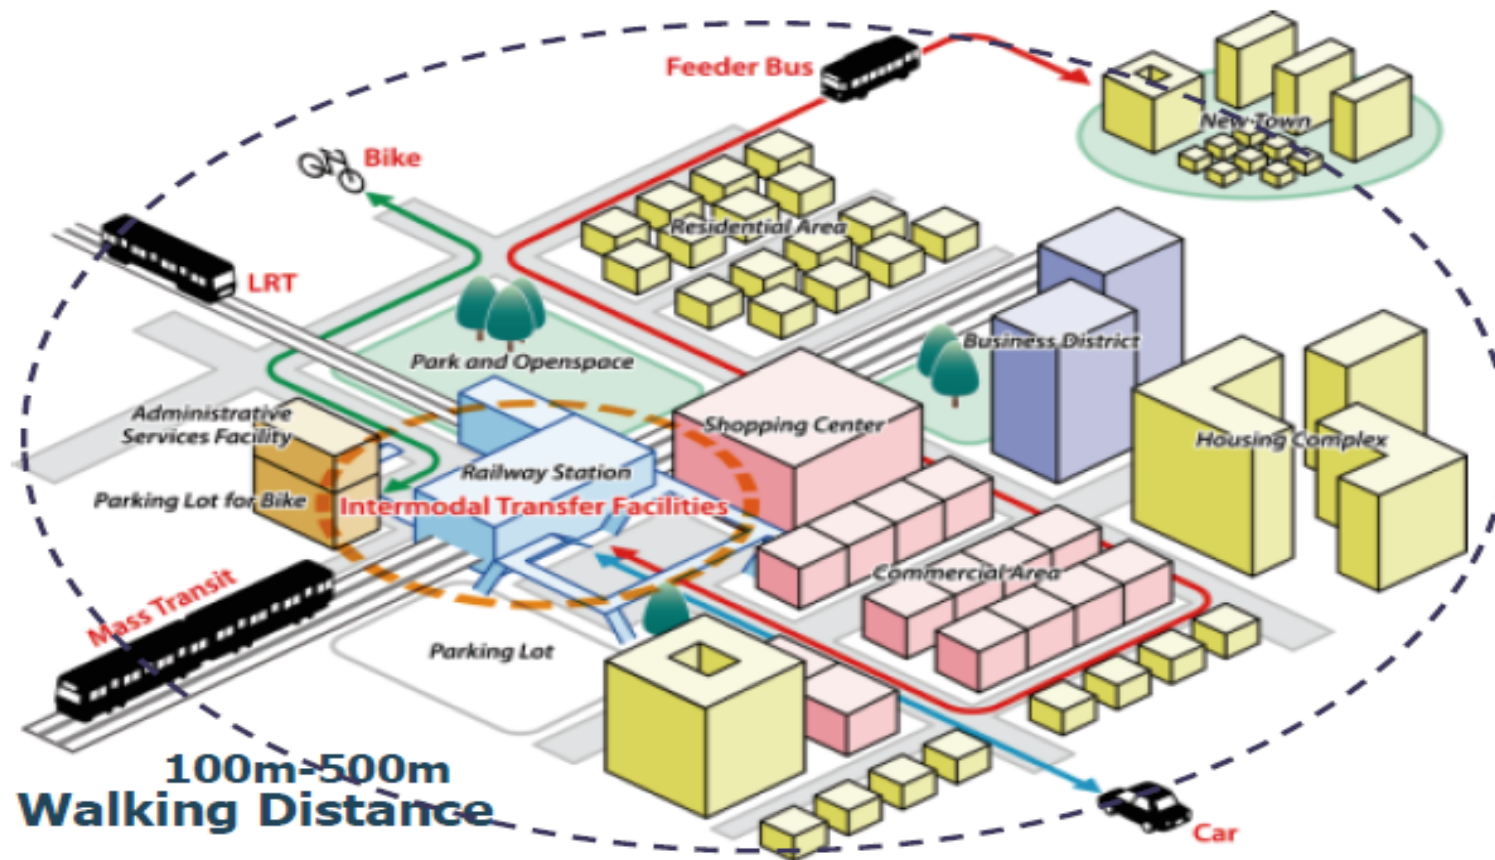 Feeder Bus
New Town
Bike
Residential Area
LRT
Business District
Park and Openspace
Administrative
Services Facility
Shopping Center
Housing Complex
Railway Station
Parking Lot for Bike
Intermodal Transfer Facilities
Commercial Area
Mass Transit
Parking Lot
100m-500m
Walking Distance
Car